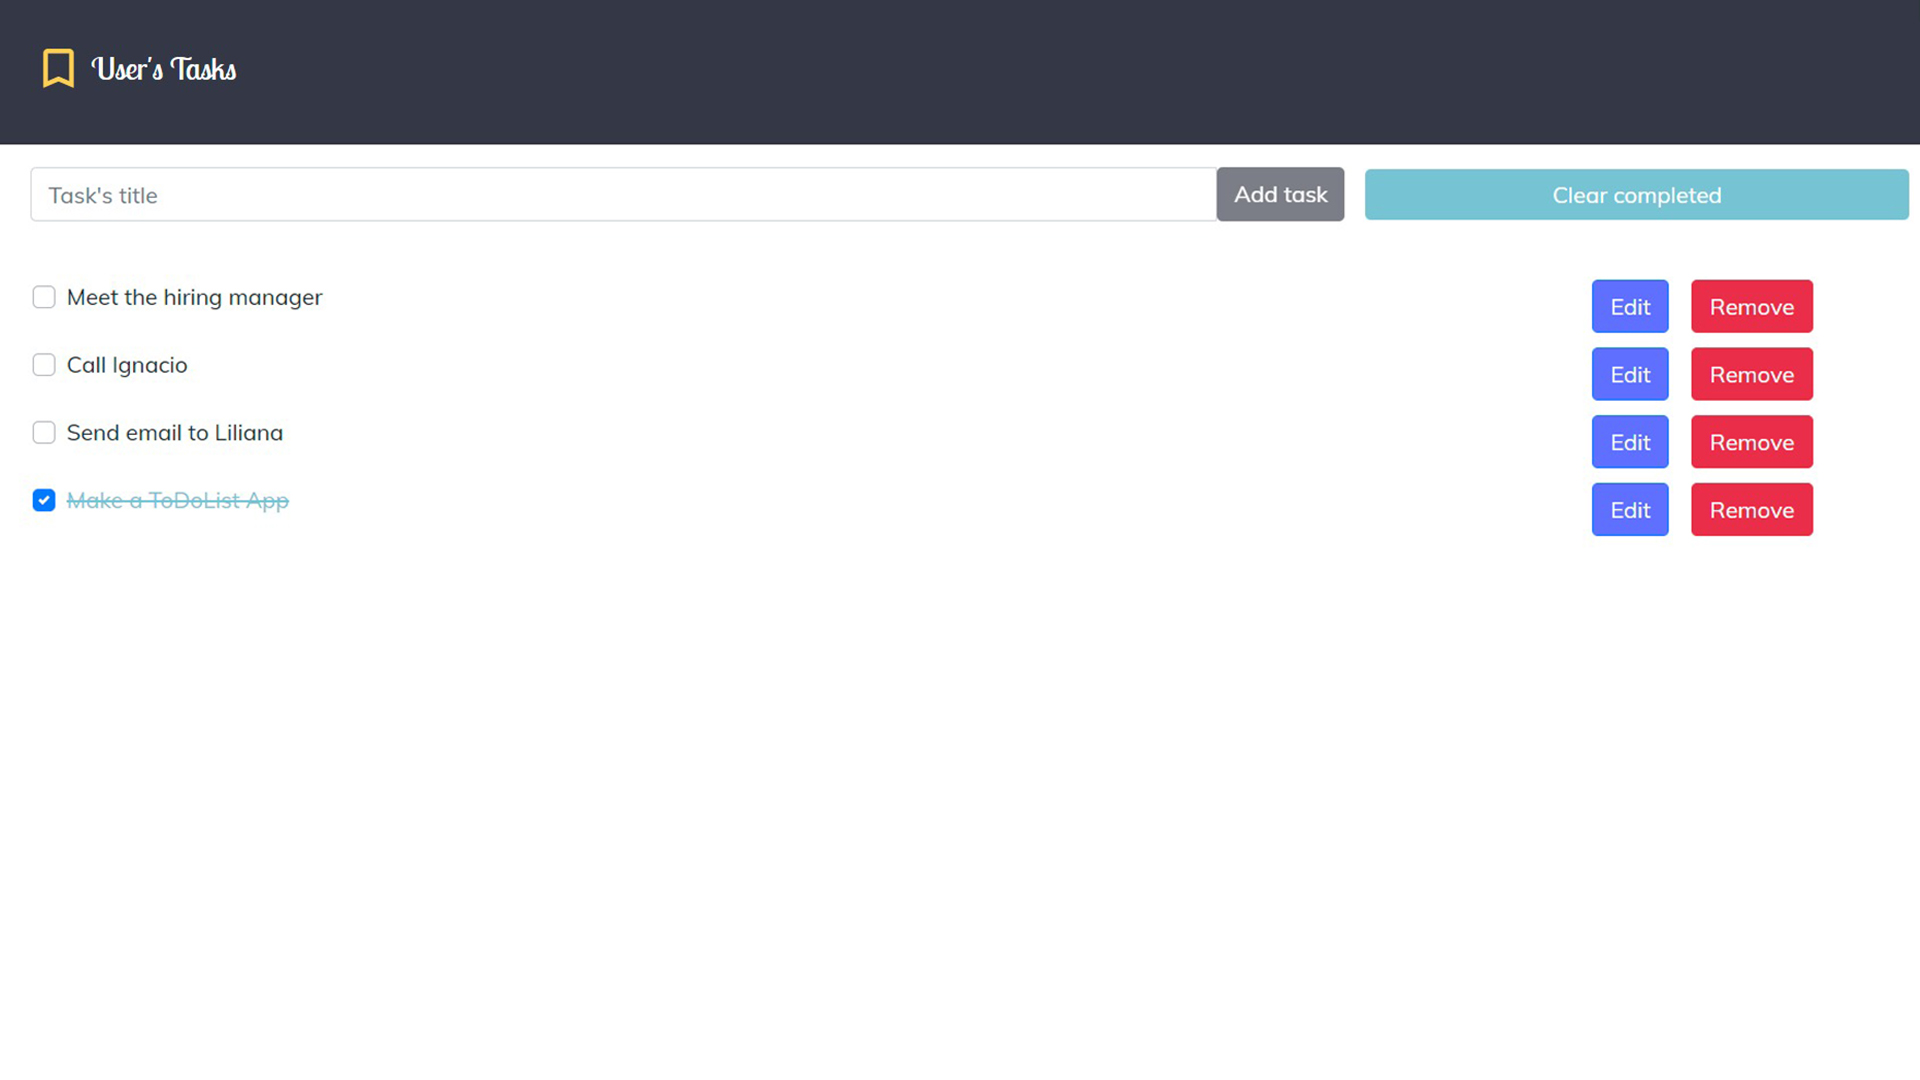 User's Tasks
Task's title Add task Clear completed
Meet the hiring manager Edit Remove
Call Ignacio Edit Remove
Send email to Liliana Edit Remove
Make a ToDoList App Edit Remove